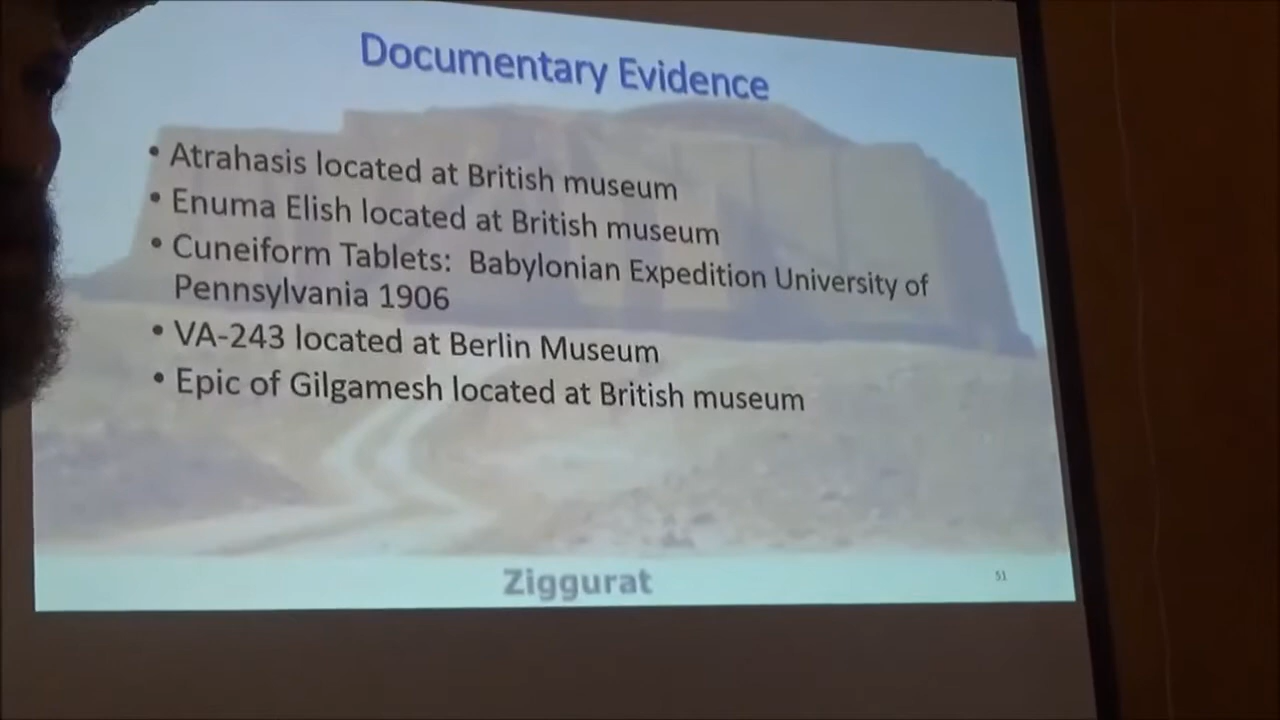 Documentary Evidence
• Atrahasis located at British museum
• Enuma Elish located at British museum
• Cuneiform Tablets: Babylonian Expedition University of
Pennsylvania 1906
• VA-243 located at Berlin Museum
• Epic of Gilgamesh located at British museum
Ziggurat
51